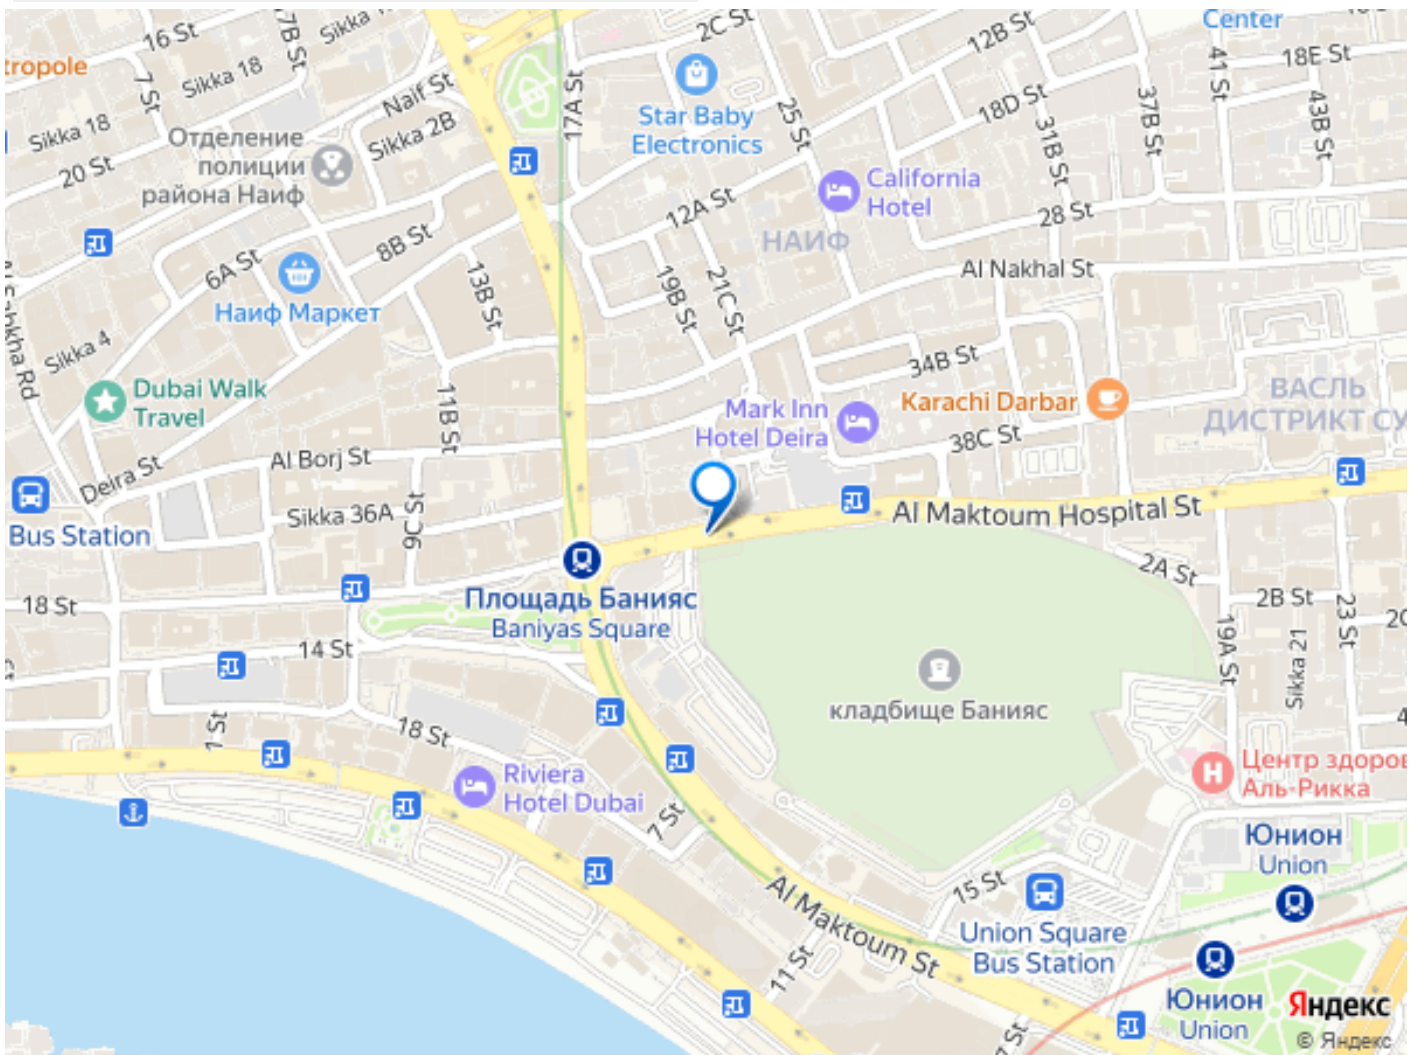 16 St
Sikka 1
2C St
12B St
Center
18E St
tropole
7 St
Sikka 18
37B St
Naif St
17A St
Star Baby
Electronics
25 St
18D St
41 St
43B St
31B St
37B St
Sikka 18
20 St
Отделение
полиции
района Наиф
Sikka 2B
California
Hotel
12A St
28 St
НАИФ
8B St
6A St
Наиф Маркет
13B St
19B St
21C St
Al Nakhal St
Sikka 4
Dubai Walk
Travel
11B St
34B St
Karachi Darbar
ВАСЛЬ
ДИСТРИКТ СУ
Mark Inn
Hotel Deira
38C St
Al Borj St
Deira St
Bus Station
Sikka 36A
9C St
Al Maktoum Hospital St
2A St
2B St
23 St
18 St
Площадь Банияс
Baniyas Square
14 St
19A St
Sikka 21
кладбище Банияс
1 St
18 St
Riviera
Hotel Dubai
7 St
Центр здоров
Аль-Рикка
Юнион
Union
15 St
Al Maktoum St
Union Square
Bus Station
11 St
Юнион
Union
Яндекс
© Яндекс